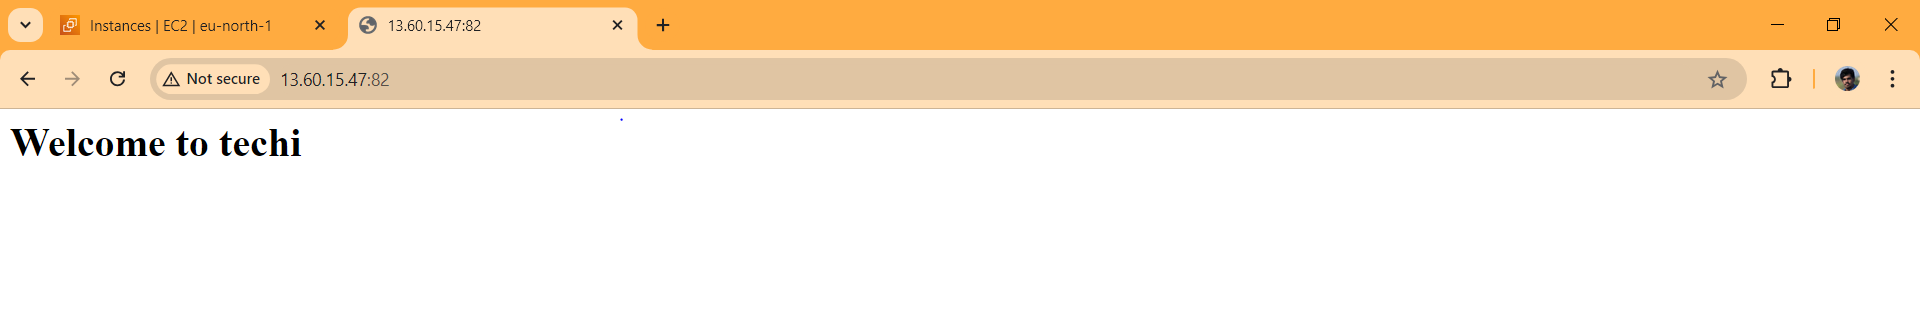 Instances | EC2 | eu-north-1
13.60.15.47:82
Not secure
13.60.15.47:82
Welcome to techi